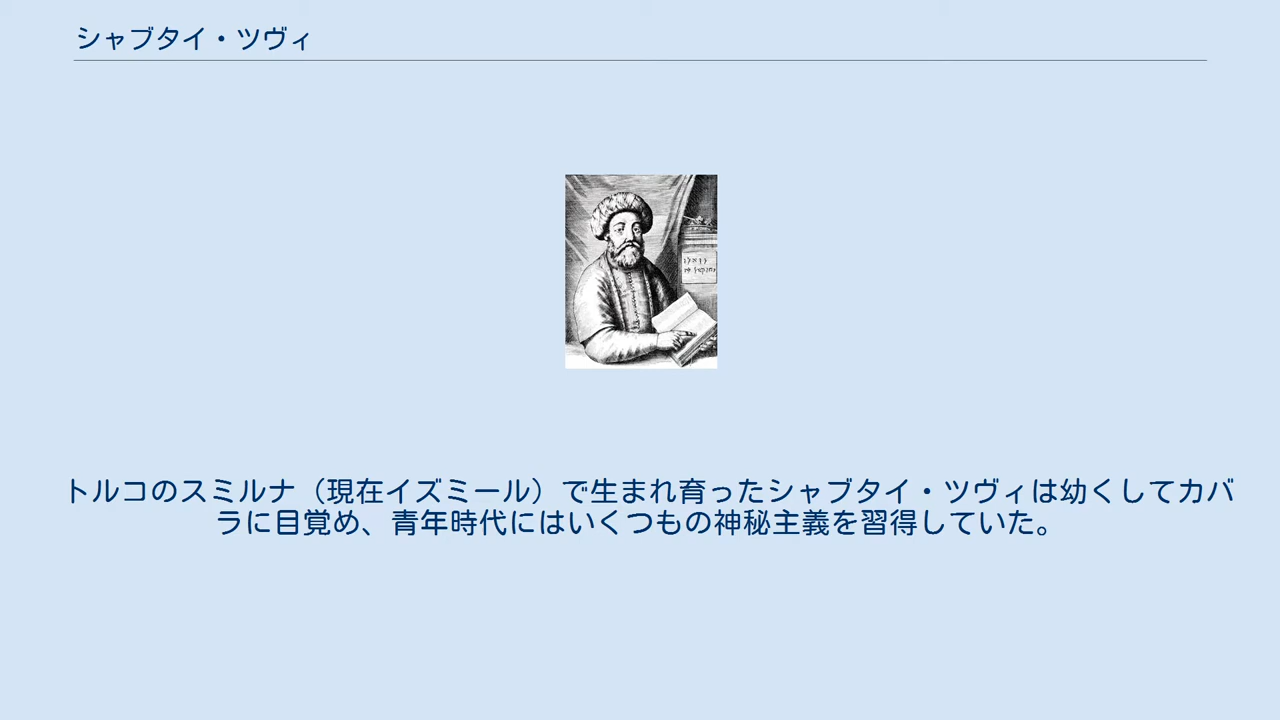 シャブタイ・ツヴィ
トルコのスミルナ（現在イズミール）で生まれ育ったシャブタイ・ツヴィは幼くしてカバ
ラに目覚め、青年時代にはいくつもの神秘主義を習得していた。